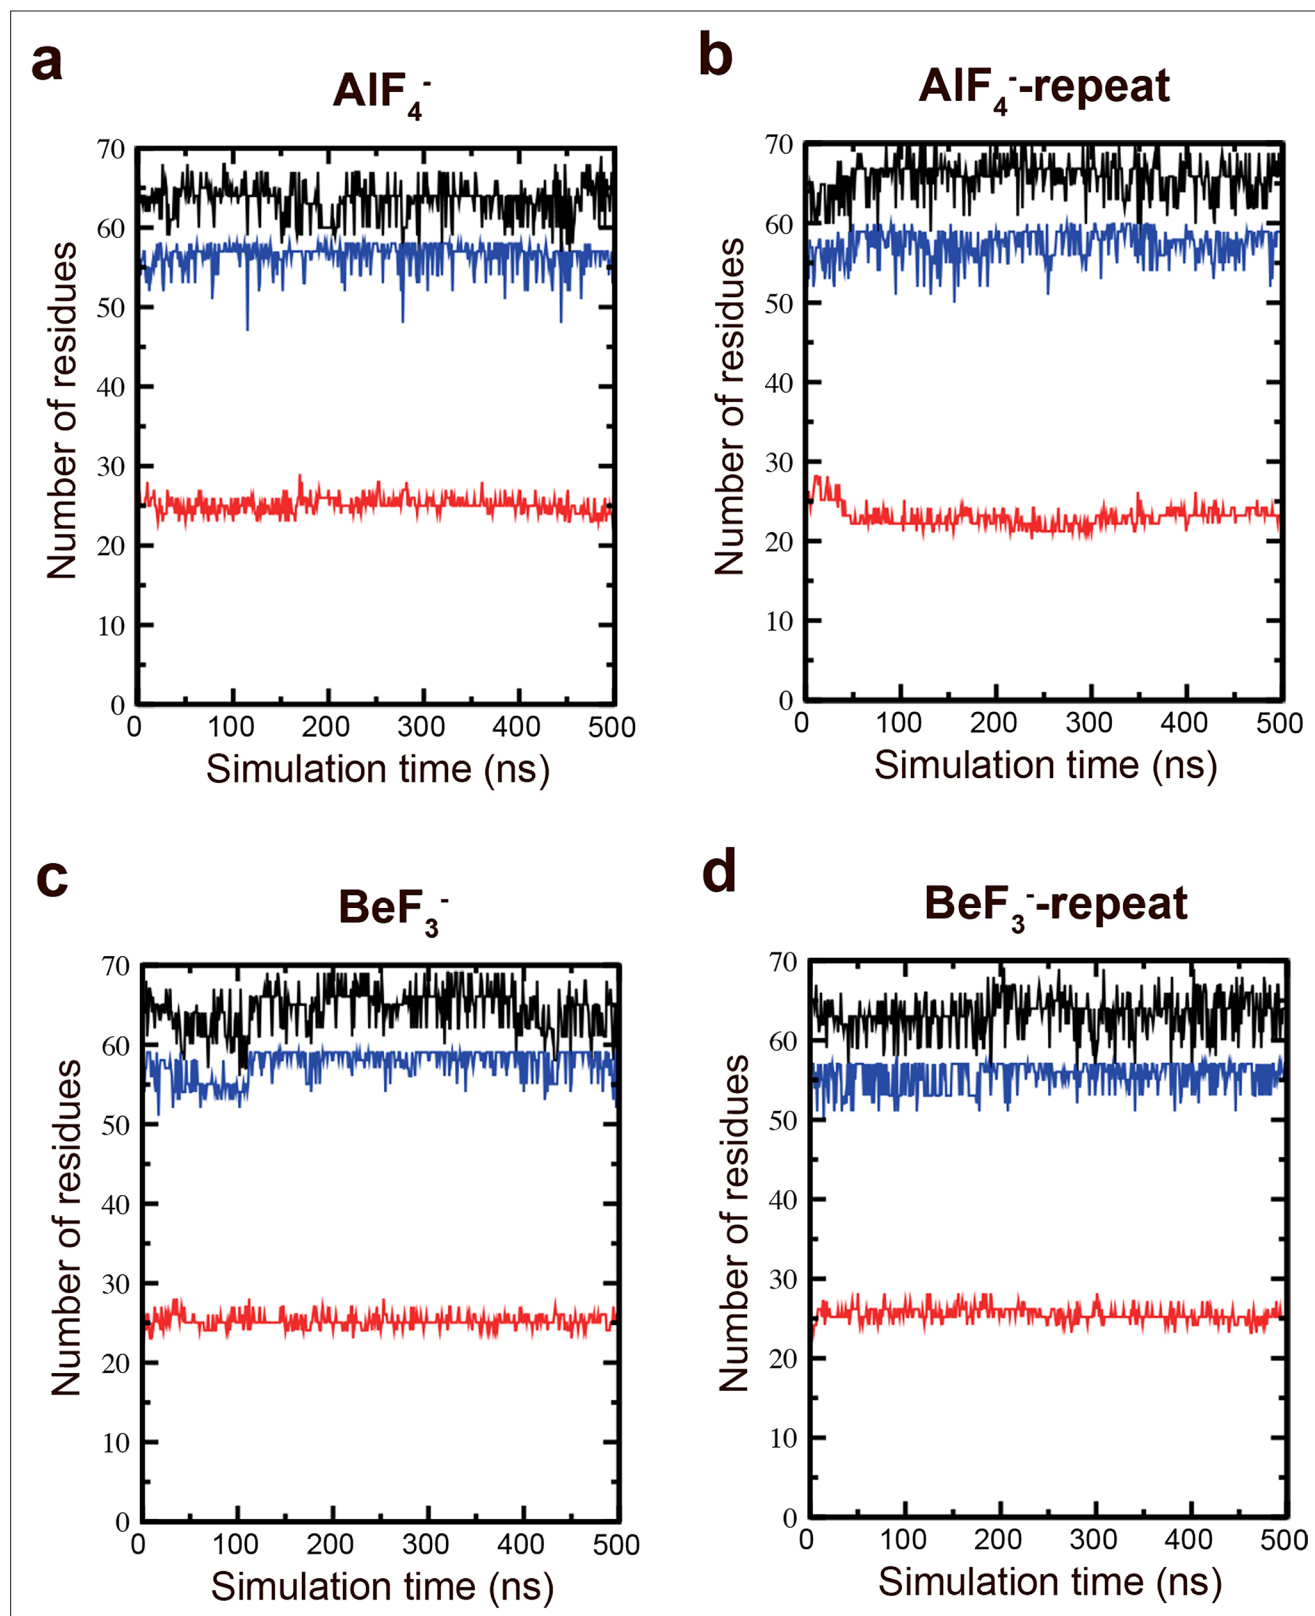 a
AlF₄⁻
70
60
50
40
30
20
10
0
Number of residues
0 100 200 300 400 500
Simulation time (ns)
b
AlF₄⁻-repeat
70
60
50
40
30
20
10
0
Number of residues
0 100 200 300 400 500
Simulation time (ns)
c
BeF₃⁻
70
60
50
40
30
20
10
0
Number of residues
0 100 200 300 400 500
Simulation time (ns)
d
BeF₃⁻-repeat
70
60
50
40
30
20
10
0
Number of residues
0 100 200 300 400 500
Simulation time (ns)